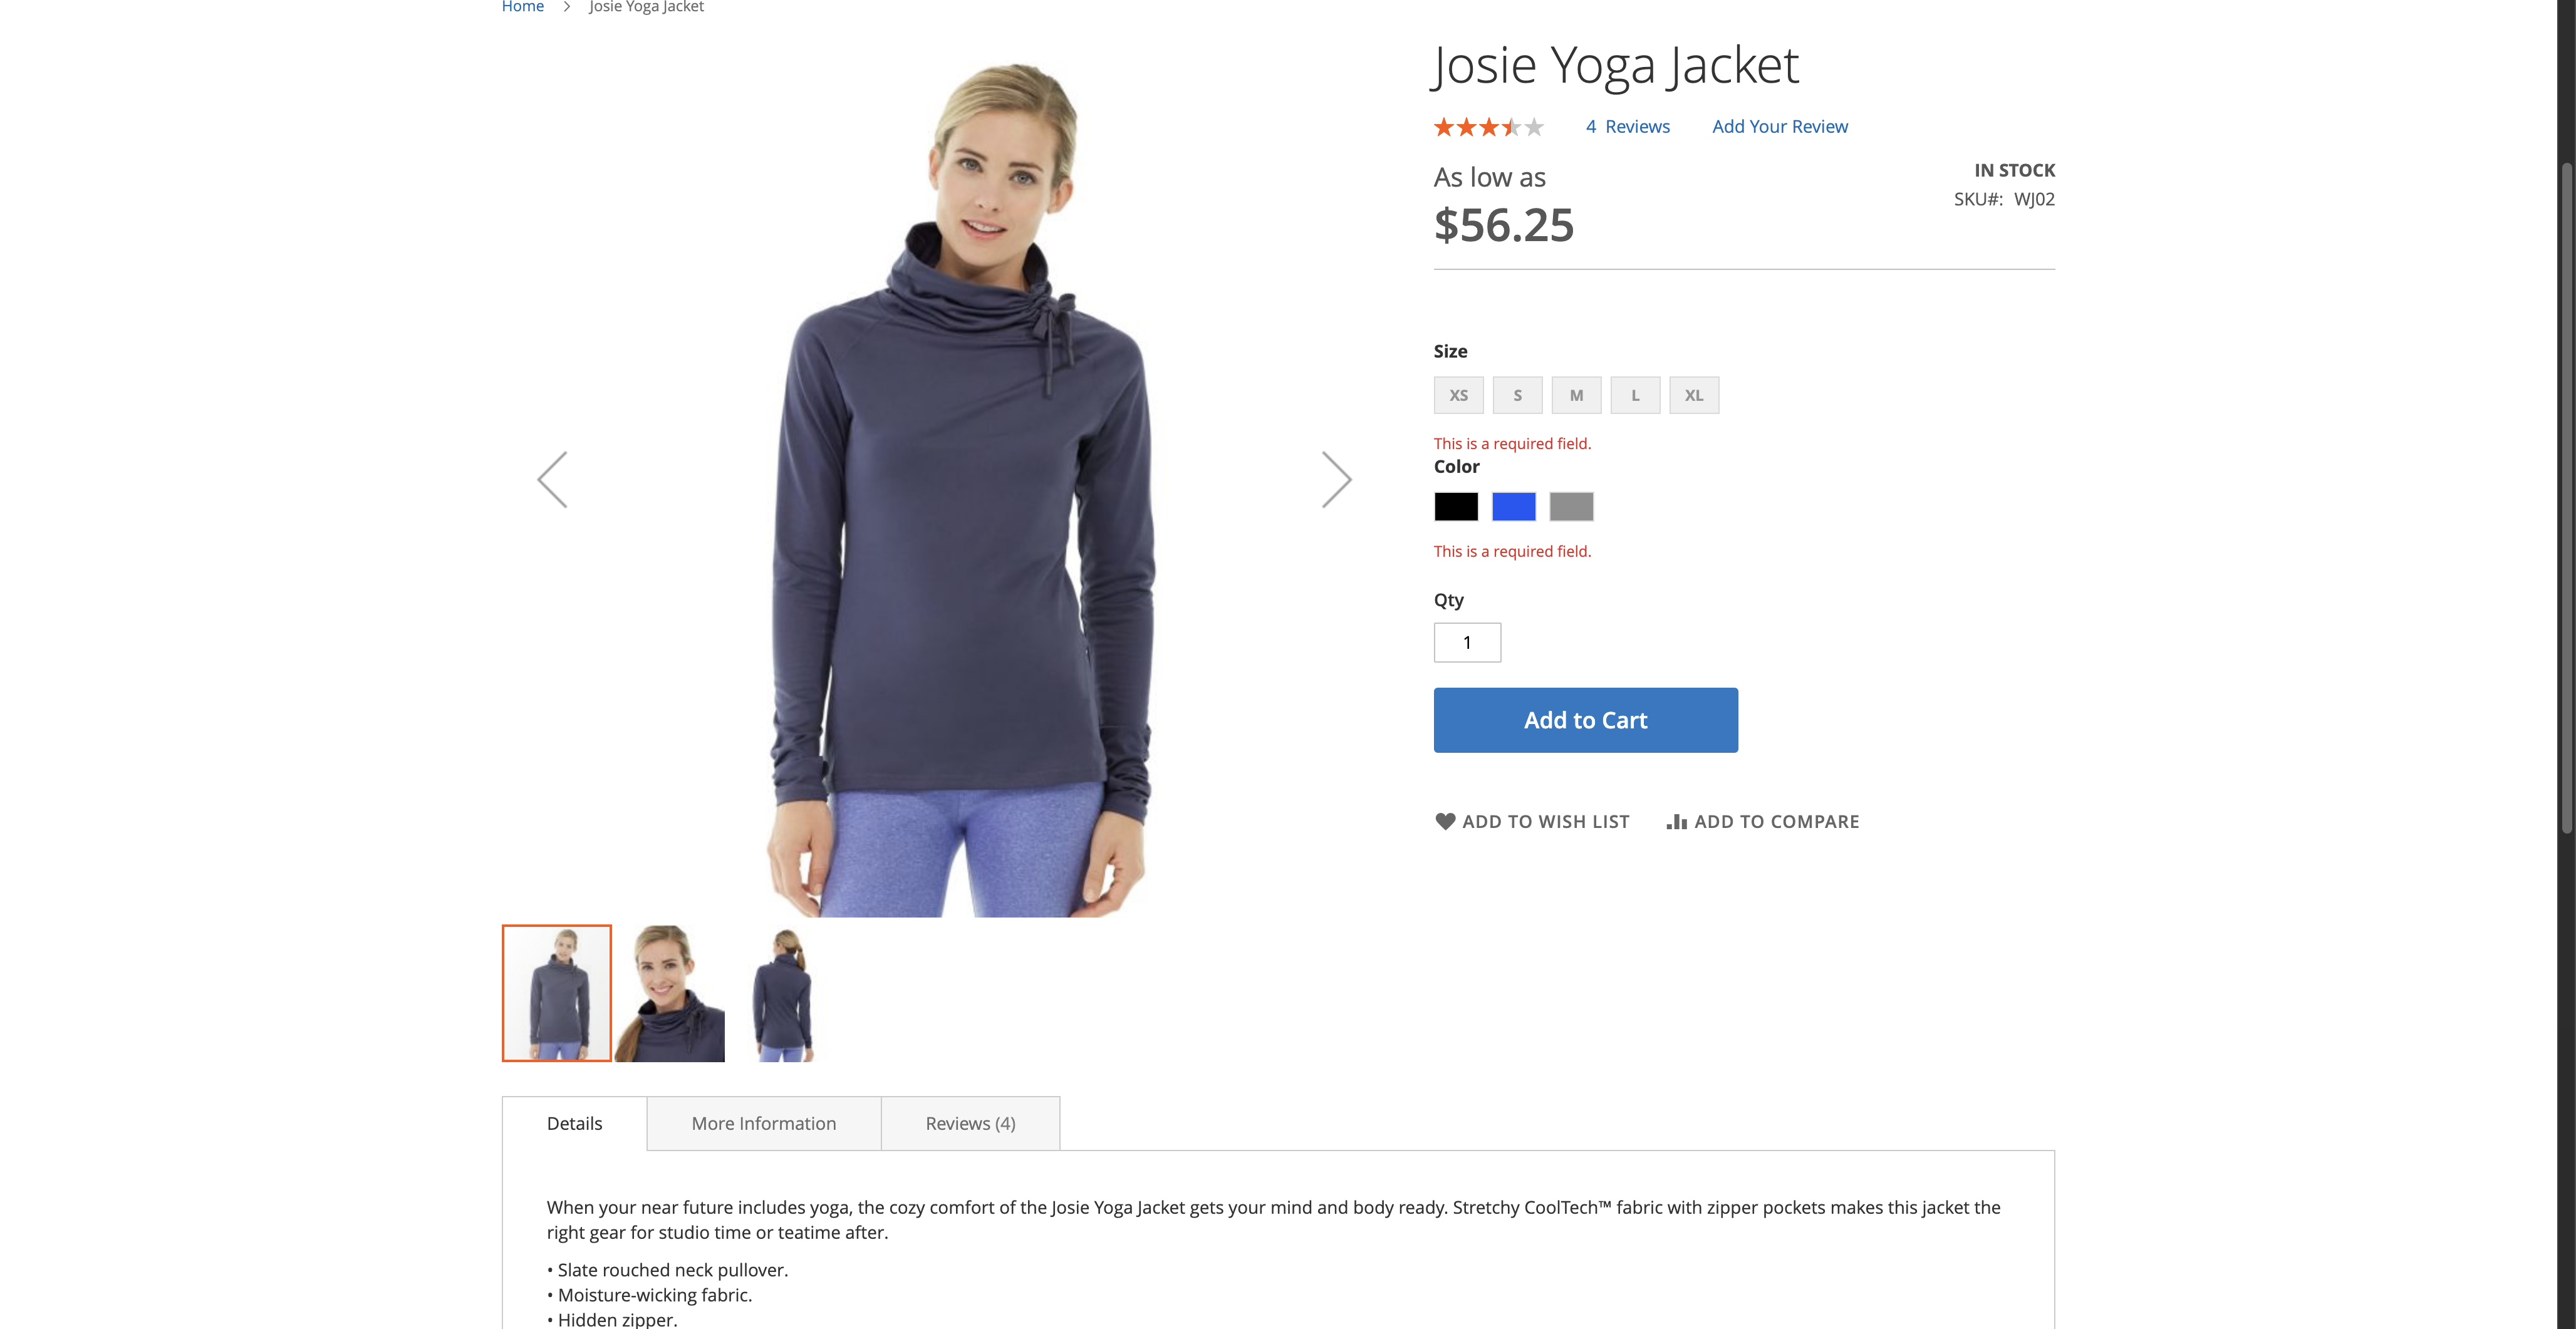 Home > Josie Yoga Jacket
Josie Yoga Jacket
4 Reviews Add Your Review
As low as
$56.25
IN STOCK
SKU#: WJ02
Size
XS S M L XL
This is a required field.
Color
This is a required field.
Qty
1
Add to Cart
ADD TO WISH LIST ADD TO COMPARE
Details More Information Reviews (4)
When your near future includes yoga, the cozy comfort of the Josie Yoga Jacket gets your mind and body ready. Stretchy CoolTech™ fabric with zipper pockets makes this jacket the
right gear for studio time or teatime after.
• Slate rouched neck pullover.
• Moisture-wicking fabric.
• Hidden zipper.